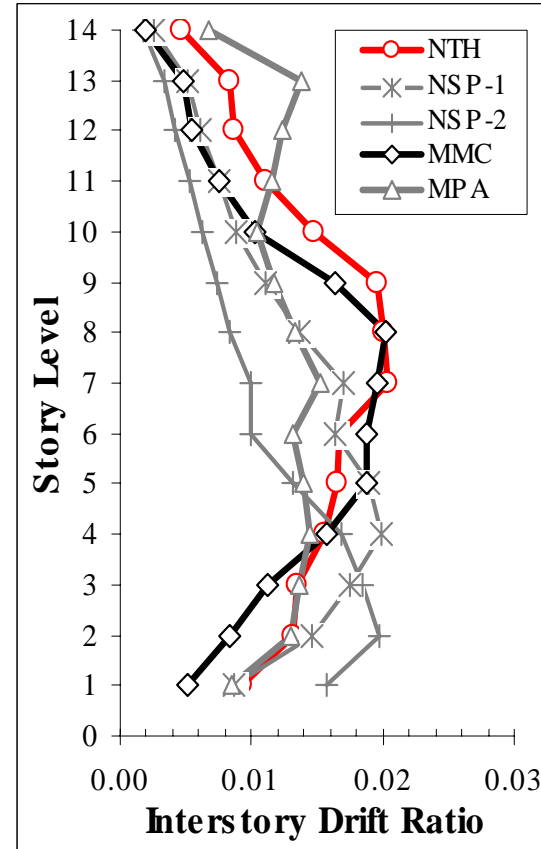 14
13
12
11
10
9
8
7
6
5
4
3
2
1
0
Story Level
NTH
NSP-1
NSP-2
MMC
MPA
0.00 0.01 0.02 0.03
Interstory Drift Ratio